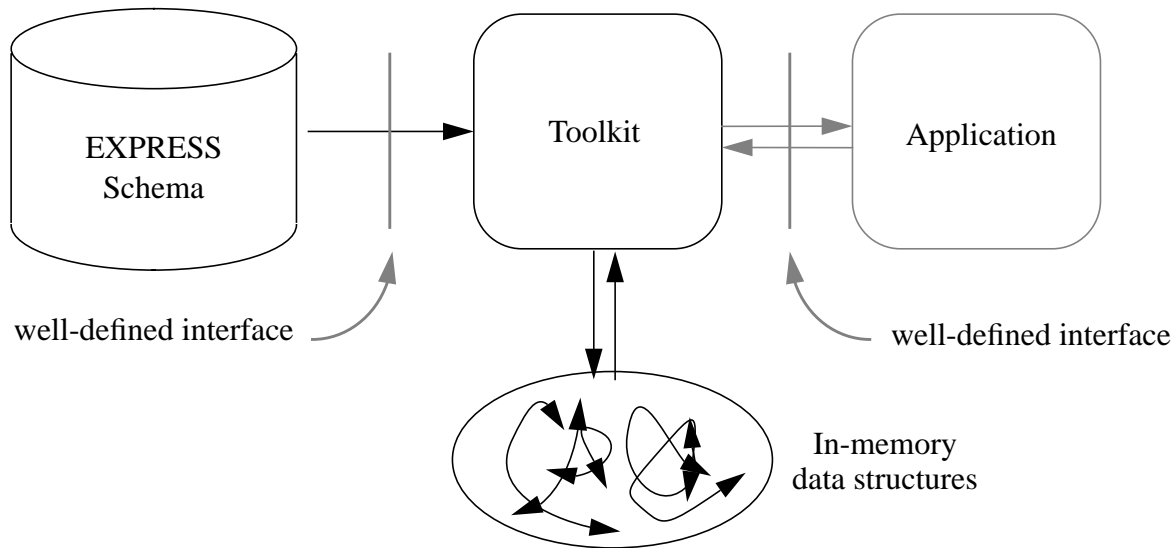 EXPRESS
Schema
Toolkit
Application
well-defined interface
well-defined interface
In-memory
data structures